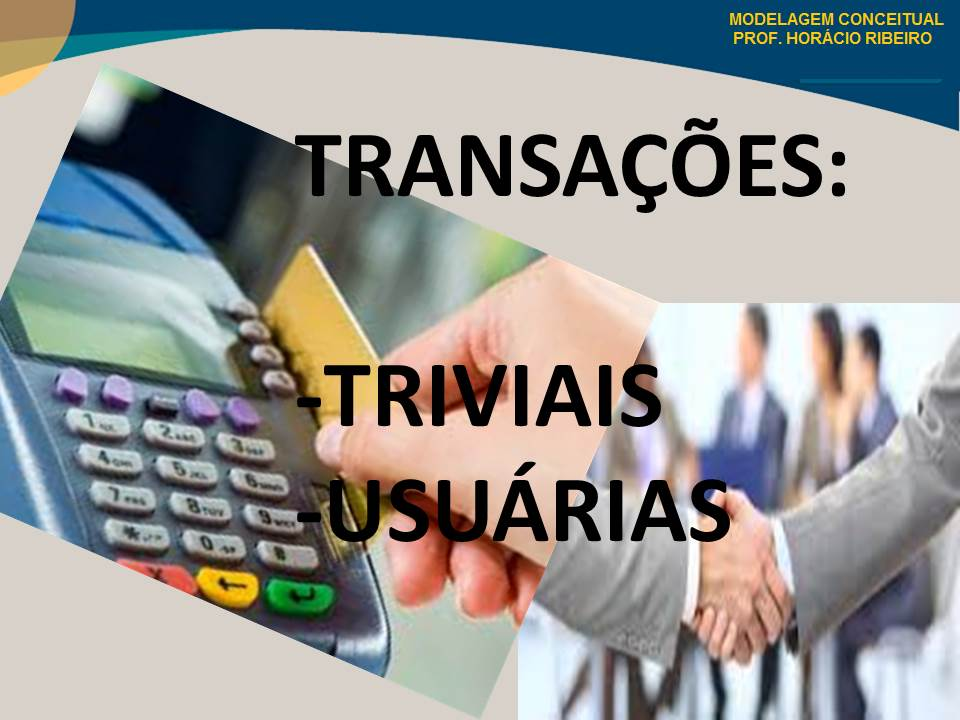 MODELAGEM CONCEITUAL
PROF. HORÁCIO RIBEIRO
TRANSAÇÕES:
-TRIVIAIS
-USUÁRIAS